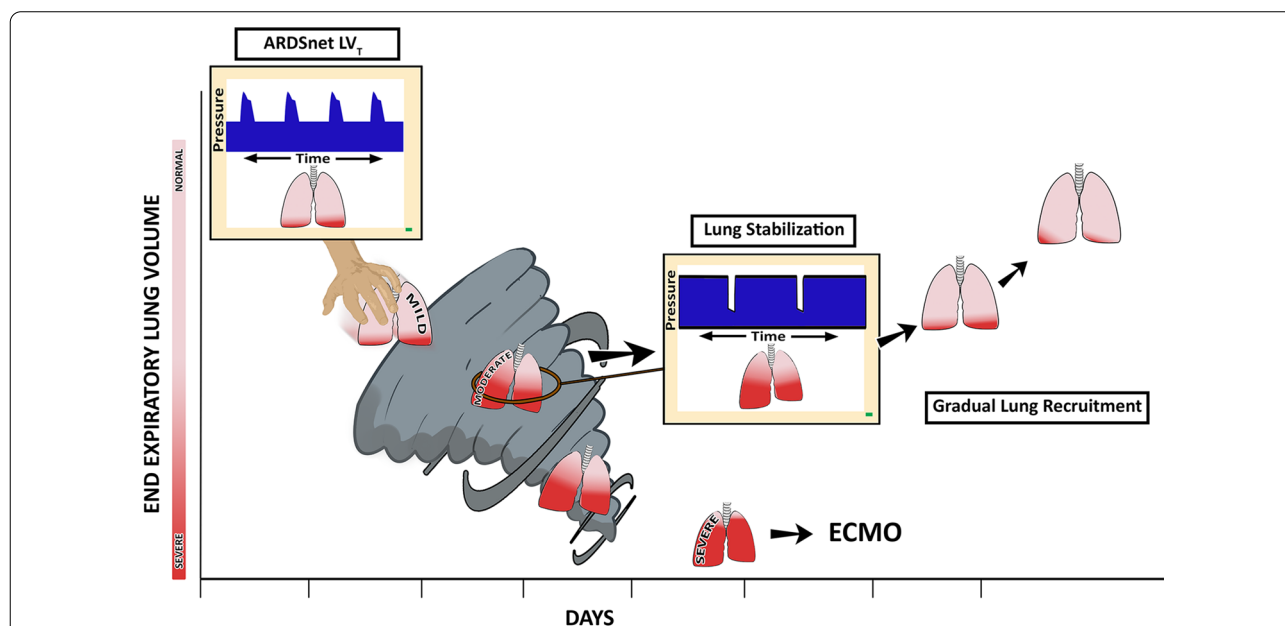 ARDSnet LVT
Pressure
Time
NORMAL
END EXPIRATORY LUNG VOLUME
SEVERE
MILD
MODERATE
Lung Stabilization
Pressure
Time
Gradual Lung Recruitment
SEVERE
ECMO
DAYS